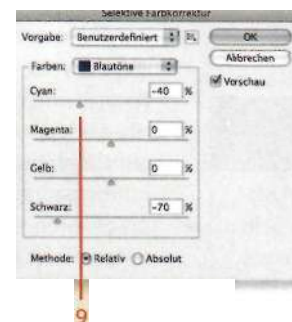 Selektive Farbkorrektur
Vorgabe: Benutzerdefiniert OK
Abbrechen
Farben: Blautöne
Vorschau
Cyan: -40 %
Magenta: 0 %
Gelb: 0 %
Schwarz: -70 %
Methode: Relativ Absolut
9